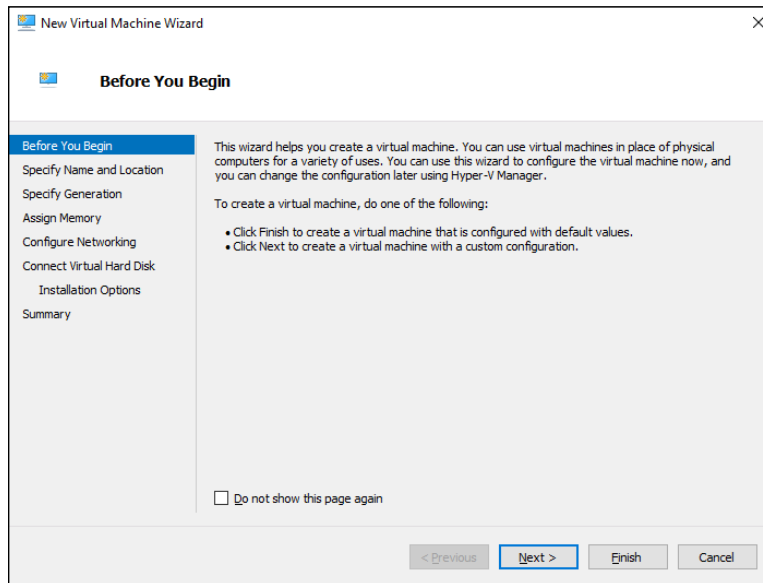 New Virtual Machine Wizard
Before You Begin
Before You Begin
Specify Name and Location
Specify Generation
Assign Memory
Configure Networking
Connect Virtual Hard Disk
Installation Options
Summary
This wizard helps you create a virtual machine. You can use virtual machines in place of physical
computers for a variety of uses. You can use this wizard to configure the virtual machine now, and
you can change the configuration later using Hyper-V Manager.
To create a virtual machine, do one of the following:
• Click Finish to create a virtual machine that is configured with default values.
• Click Next to create a virtual machine with a custom configuration.
Do not show this page again
< Previous Next > Finish Cancel